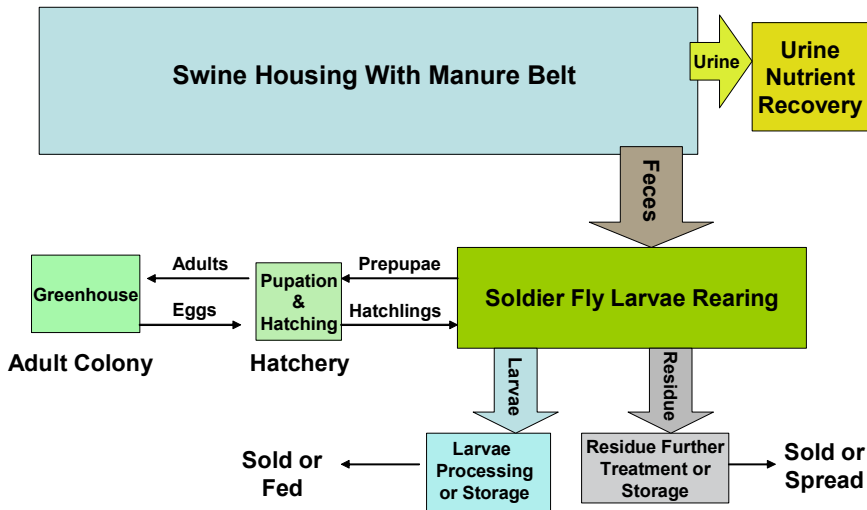 Swine Housing With Manure Belt
Urine
Urine
Nutrient
Recovery
Feces
Greenhouse
Adults
Eggs
Pupation
&
Hatching
Prepupae
Hatchlings
Soldier Fly Larvae Rearing
Adult Colony
Hatchery
Larvae
Residue
Sold or
Fed
Larvae
Processing
or Storage
Residue Further
Treatment or
Storage
Sold or
Spread